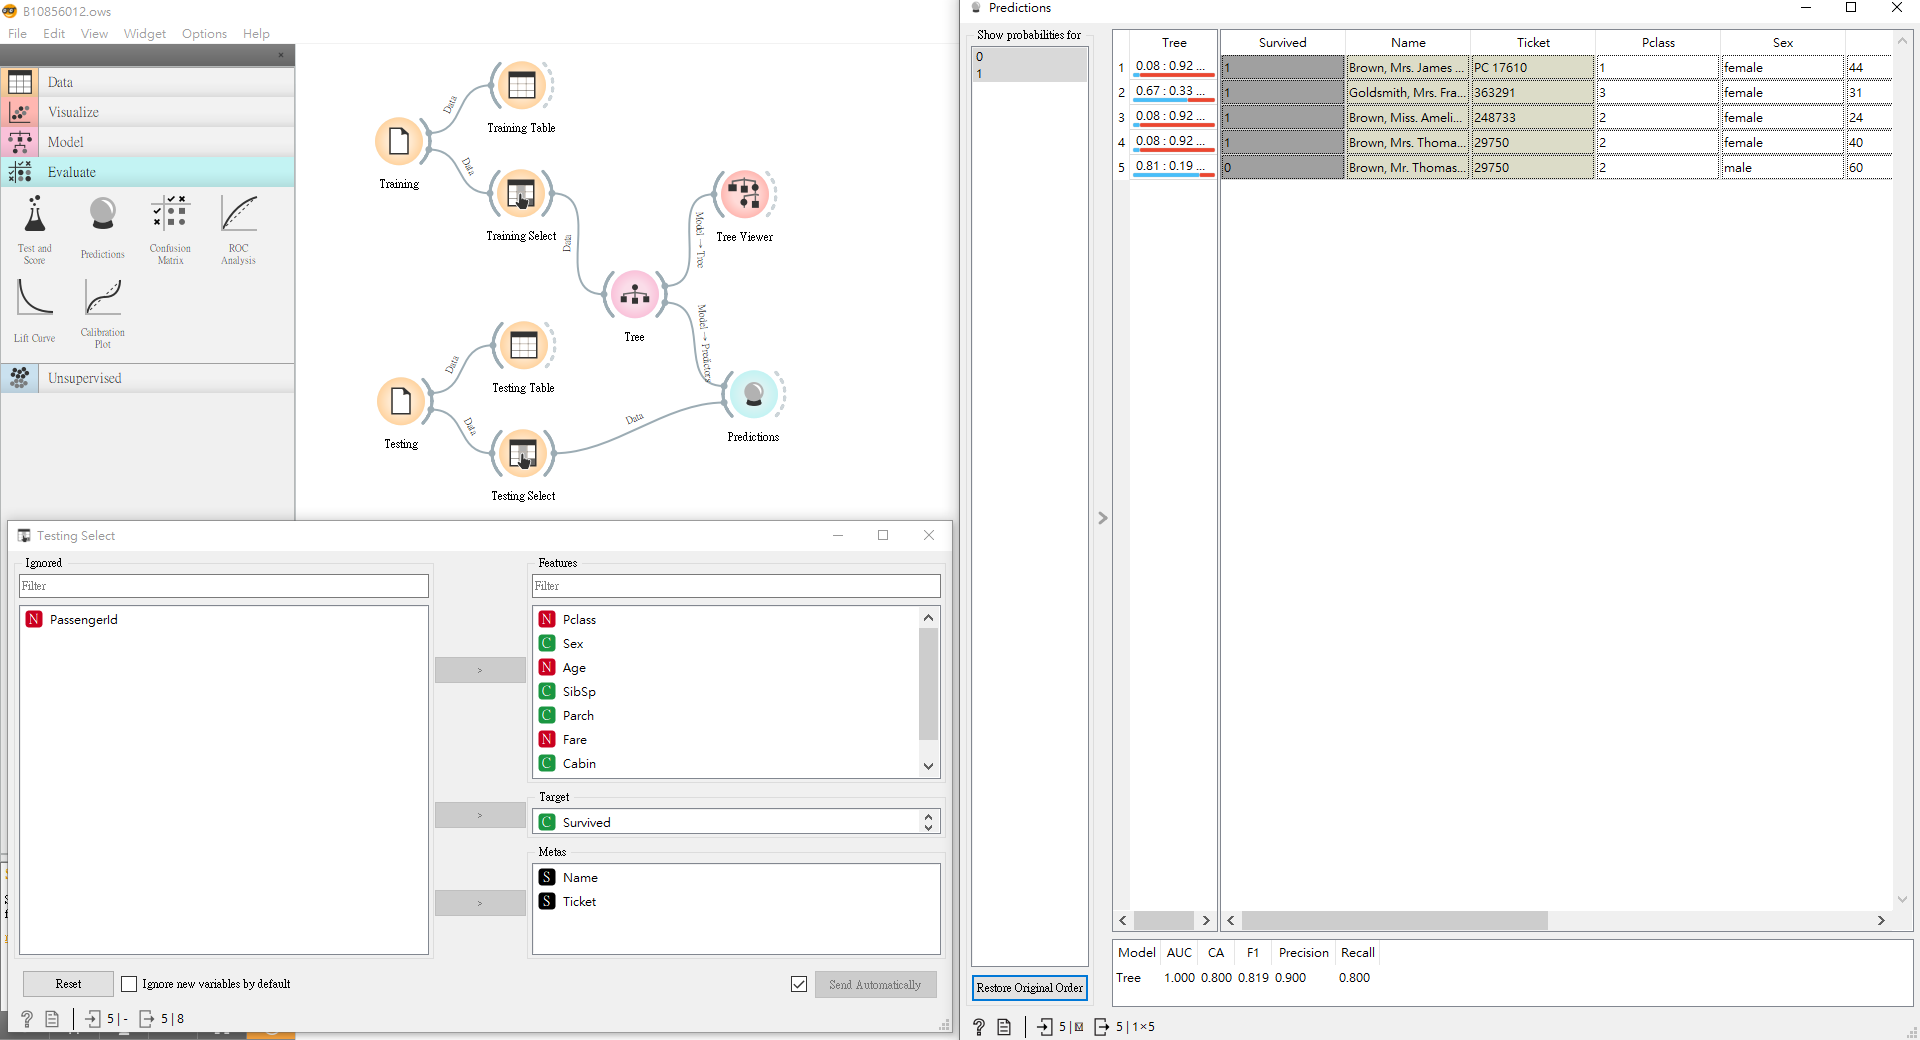 B10856012.ows
File Edit View Widget Options Help
Data
Visualize
Model
Evaluate
Test and Score
Predictions
Confusion Matrix
ROC Analysis
Lift Curve
Calibration Plot
Unsupervised
Training
Data
Training Table
Data
Training Select
Data
Tree
Model → Tree
Tree Viewer
Model → Predictors
Testing
Data
Testing Table
Data
Testing Select
Data
Predictions
Testing Select
Ignored
Filter
N PassengerId
>
>
>
Features
Filter
N Pclass
C Sex
N Age
C SibSp
C Parch
N Fare
C Cabin
Target
C Survived
Metas
S Name
S Ticket
Reset
Ignore new variables by default
Send Automatically
? 5 | - 5 | 8
Predictions
Show probabilities for
0
1
Restore Original Order
Tree Survived Name Ticket Pclass Sex
1 0.08 : 0.92 ... 1 Brown, Mrs. James ... PC 17610 1 female 44
2 0.67 : 0.33 ... 1 Goldsmith, Mrs. Fra... 363291 3 female 31
3 0.08 : 0.92 ... 1 Brown, Miss. Ameli... 248733 2 female 24
4 0.08 : 0.92 ... 1 Brown, Mrs. Thoma... 29750 2 female 40
5 0.81 : 0.19 ... 0 Brown, Mr. Thomas... 29750 2 male 60
Model AUC CA F1 Precision Recall
Tree 1.000 0.800 0.819 0.900 0.800
? 5 | 5 | 1×5